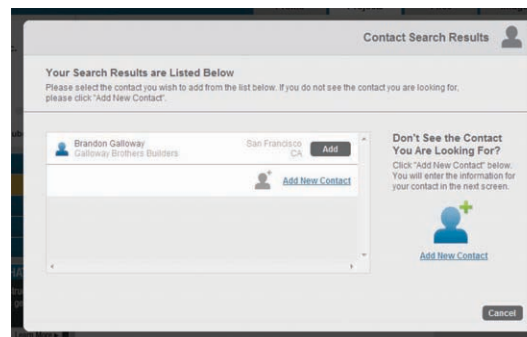 Contact Search Results
Your Search Results are Listed Below
Please select the contact you wish to add from the list below. If you do not see the contact you are looking for,
please click "Add New Contact".
Brandon Galloway
Galloway Brothers Builders
San Francisco
CA
Add
Add New Contact
Don't See the Contact
You Are Looking For?
Click "Add New Contact" below.
You will enter the information for
your contact in the next screen.
Add New Contact
Cancel